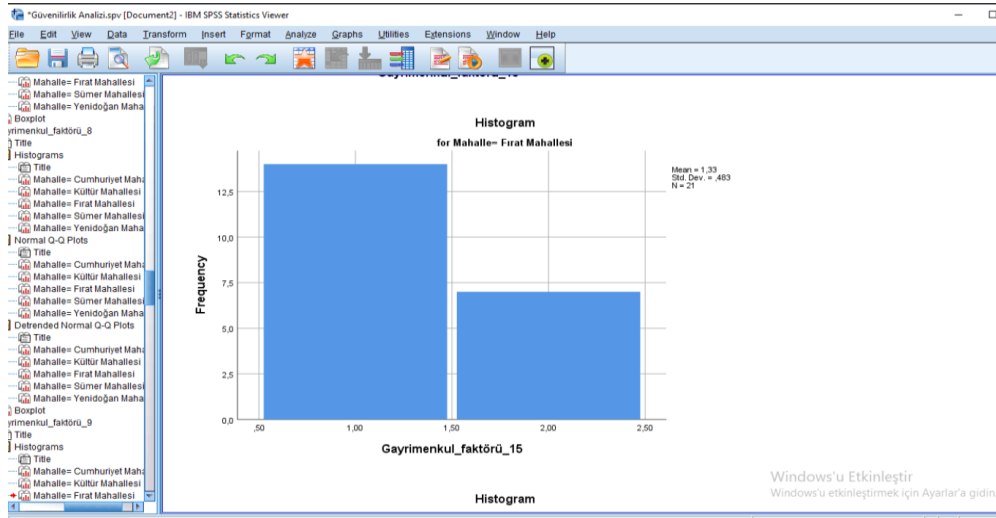 *Güvenilirlik Analizi.spv [Document2] - IBM SPSS Statistics Viewer
File Edit View Data Transform Insert Format Analyze Graphs Utilities Extensions Window Help
Mahalle= Fırat Mahallesi
Mahalle= Sümer Mahallesi
Mahalle= Yenidoğan Maha
Boxplot
yrimenkul_faktörü_8
Title
Histograms
Title
Mahalle= Cumhuriyet Maha
Mahalle= Kültür Mahallesi
Mahalle= Fırat Mahallesi
Mahalle= Sümer Mahallesi
Mahalle= Yenidoğan Maha
Normal Q-Q Plots
Title
Mahalle= Cumhuriyet Maha
Mahalle= Kültür Mahallesi
Mahalle= Fırat Mahallesi
Mahalle= Sümer Mahallesi
Mahalle= Yenidoğan Maha
Detrended Normal Q-Q Plots
Title
Mahalle= Cumhuriyet Maha
Mahalle= Kültür Mahallesi
Mahalle= Fırat Mahallesi
Mahalle= Sümer Mahallesi
Mahalle= Yenidoğan Maha
Boxplot
yrimenkul_faktörü_9
Title
Histograms
Title
Mahalle= Cumhuriyet Maha
Mahalle= Kültür Mahallesi
Mahalle= Fırat Mahallesi
Histogram
for Mahalle= Fırat Mahallesi
Mean = 1,33
Std. Dev. = ,483
N = 21
Frequency
12,5
10,0
7,5
5,0
2,5
0,0
,50 1,00 1,50 2,00 2,50
Gayrimenkul_faktörü_15
Histogram
Windows'u Etkinleştir
Windows'u etkinleştirmek için Ayarlar'a gidin.